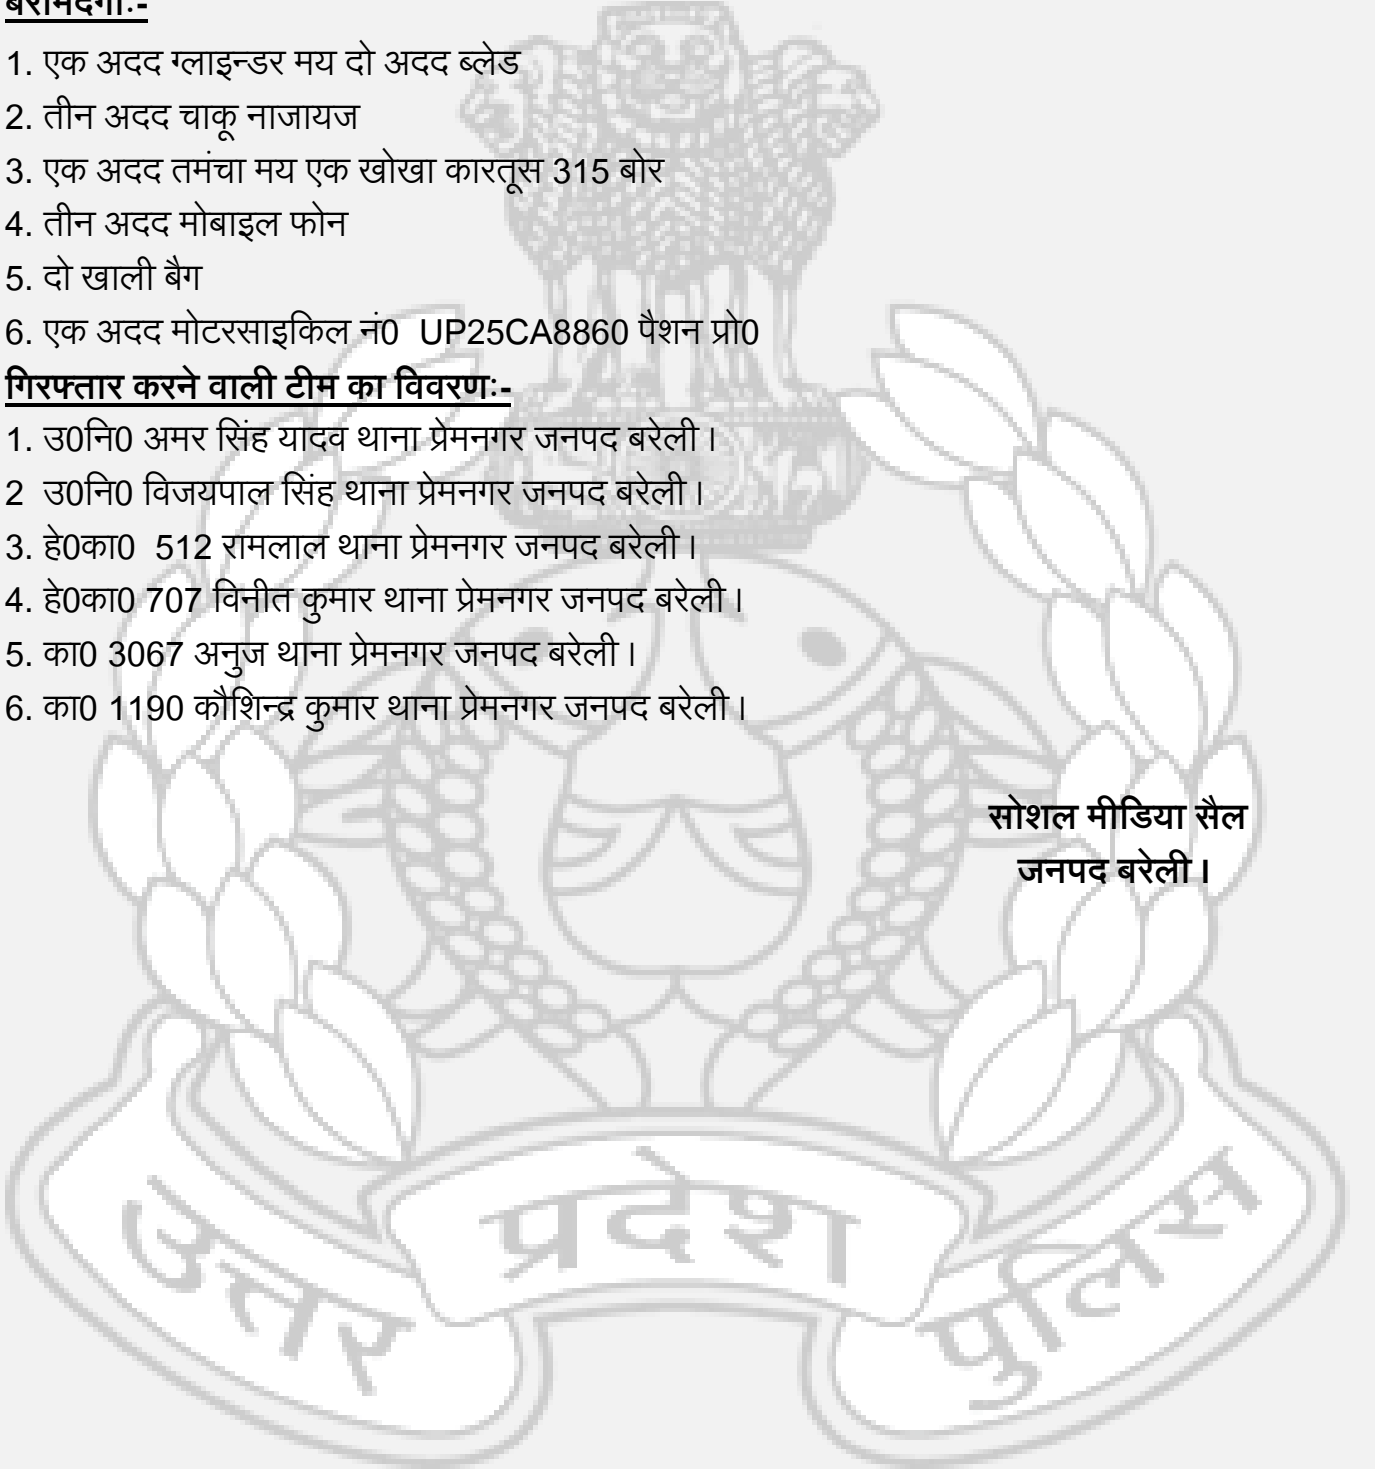 बरामदगीः-
1. एक अदद ग्लाइन्डर मय दो अदद ब्लेड
2. तीन अदद चाकू नाजायज
3. एक अदद तमंचा मय एक खोखा कारतूस 315 बोर
4. तीन अदद मोबाइल फोन
5. दो खाली बैग
6. एक अदद मोटरसाइकिल नं0 UP25CA8860 पैशन प्रो0
गिरफ्तार करने वाली टीम का विवरणः-
1. उ0नि0 अमर सिंह यादव थाना प्रेमनगर जनपद बरेली।
2 उ0नि0 विजयपाल सिंह थाना प्रेमनगर जनपद बरेली।
3. हे0का0 512 रामलाल थाना प्रेमनगर जनपद बरेली।
4. हे0का0 707 विनीत कुमार थाना प्रेमनगर जनपद बरेली।
5. का0 3067 अनुज थाना प्रेमनगर जनपद बरेली।
6. का0 1190 कौशिन्द्र कुमार थाना प्रेमनगर जनपद बरेली।
सोशल मीडिया सैल
जनपद बरेली।
उत्तर प्रदेश पुलिस